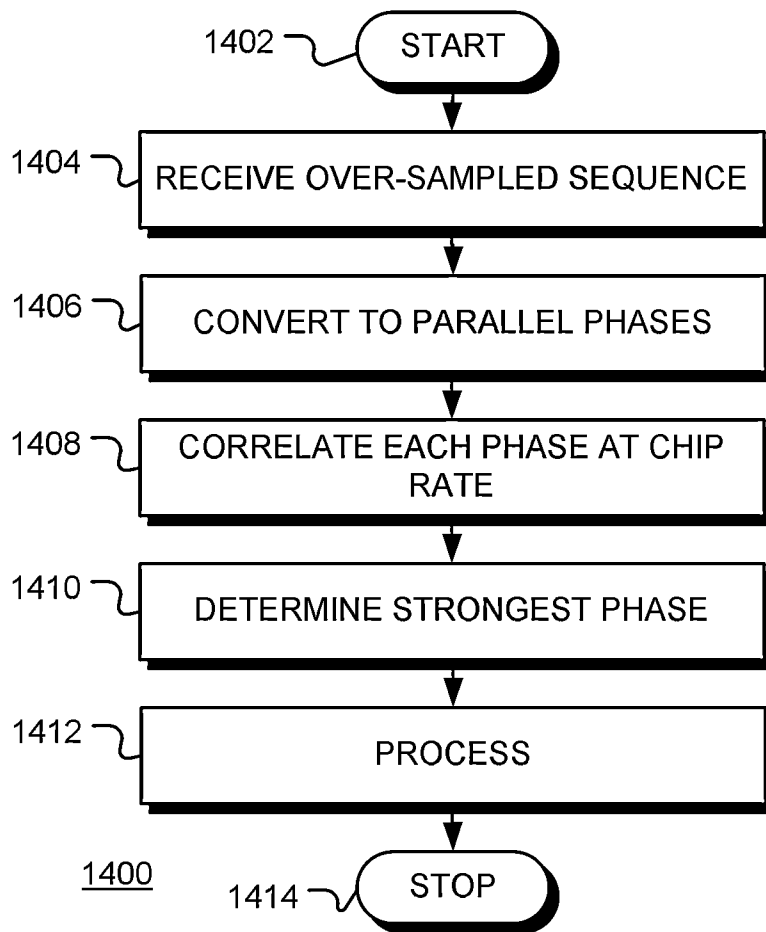 1402
START
1404
RECEIVE OVER-SAMPLED SEQUENCE
1406
CONVERT TO PARALLEL PHASES
1408
CORRELATE EACH PHASE AT CHIP
RATE
1410
DETERMINE STRONGEST PHASE
1412
PROCESS
1400
1414
STOP